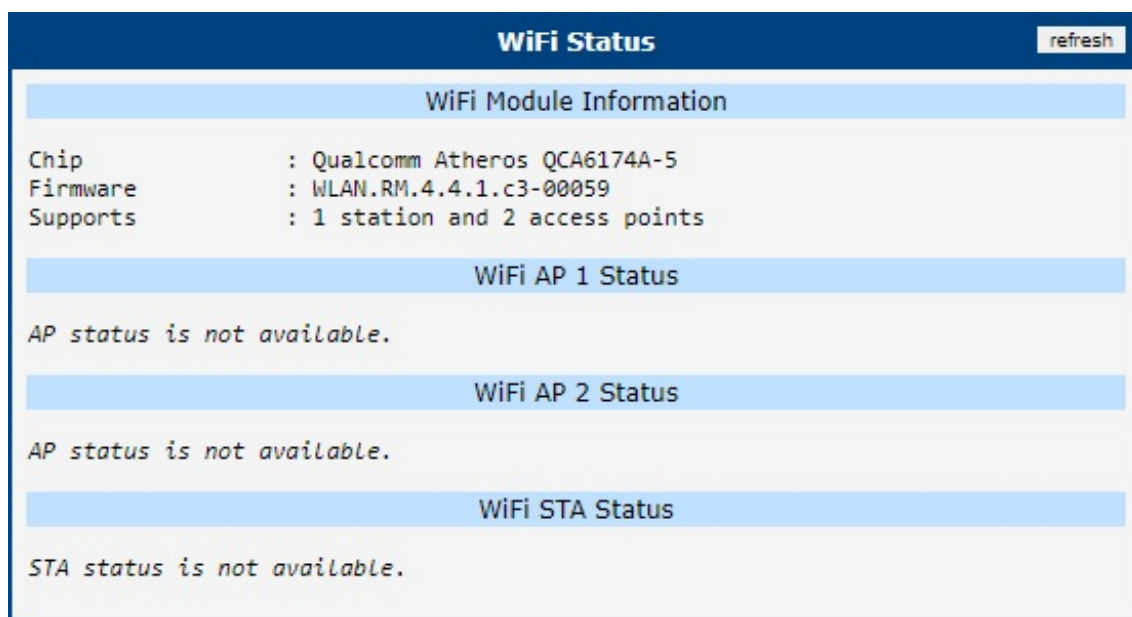 WiFi Status
refresh
WiFi Module Information
Chip : Qualcomm Atheros QCA6174A-5
Firmware : WLAN.RM.4.4.1.c3-00059
Supports : 1 station and 2 access points
WiFi AP 1 Status
AP status is not available.
WiFi AP 2 Status
AP status is not available.
WiFi STA Status
STA status is not available.